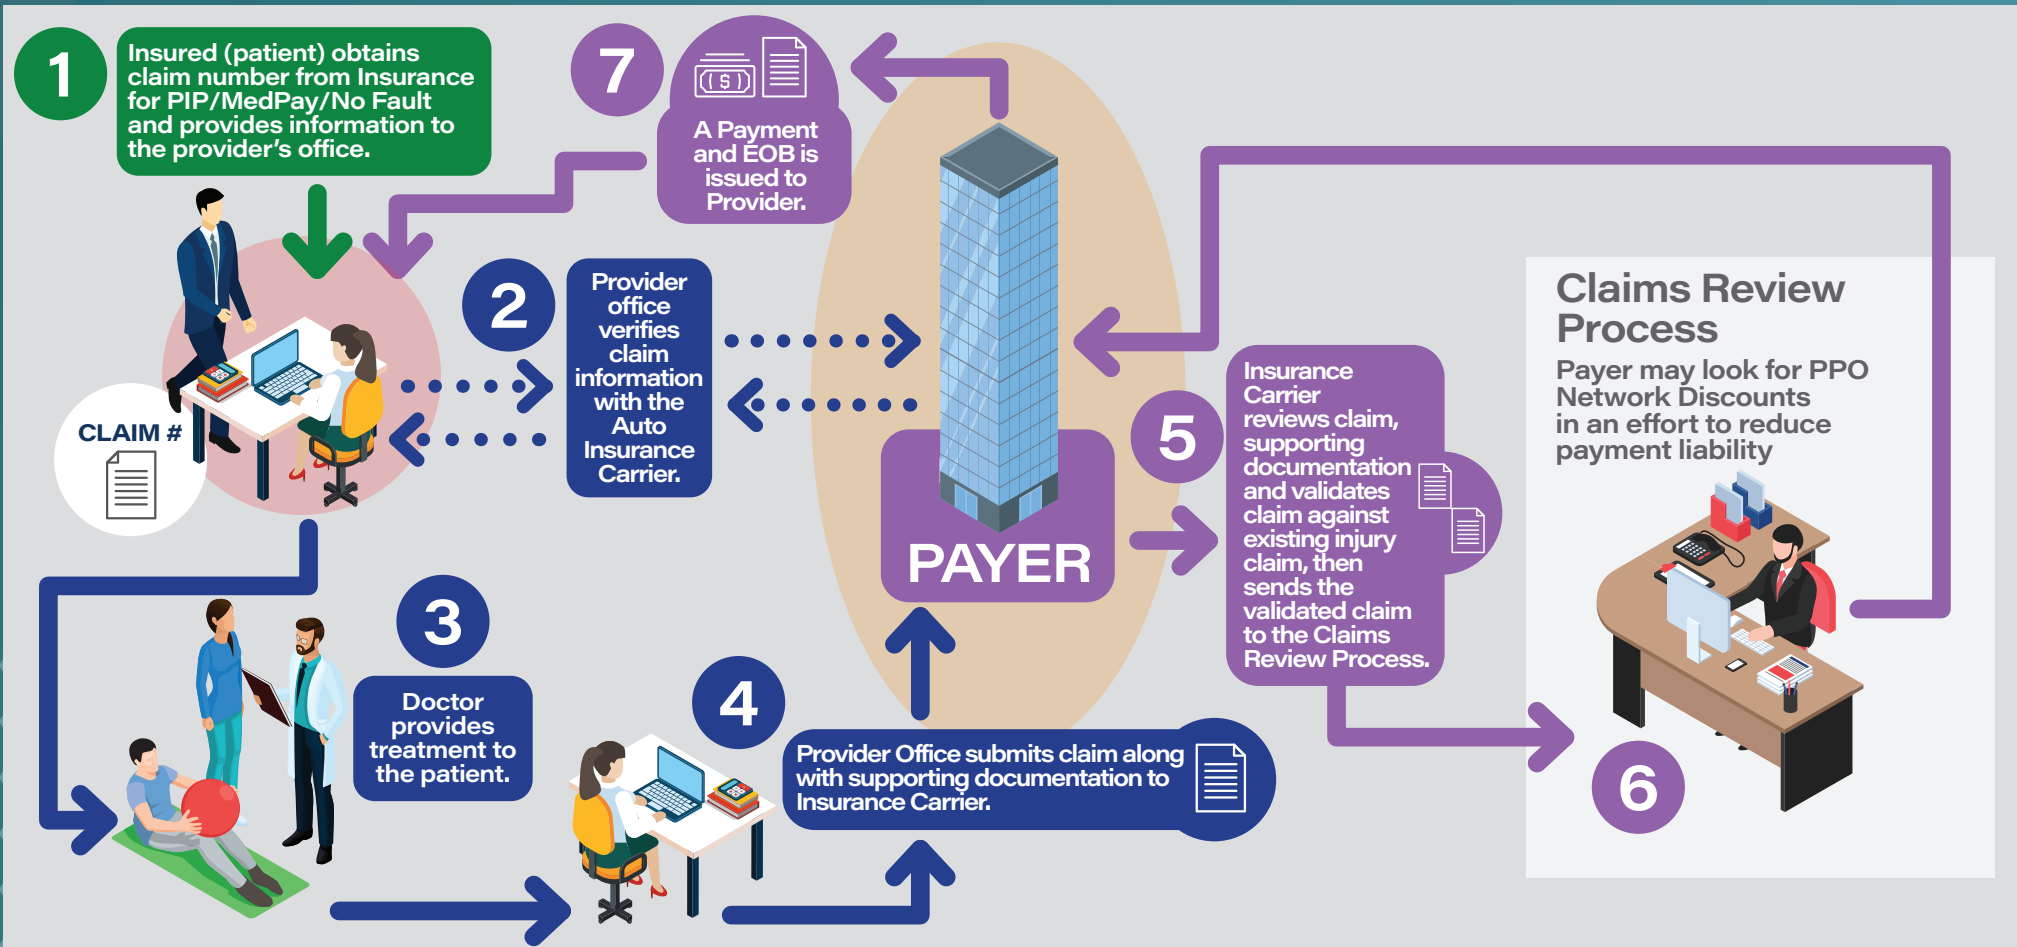 1
Insured (patient) obtains
claim number from Insurance
for PIP/MedPay/No Fault
and provides information to
the provider's office.
CLAIM #
2
Provider
office
verifies
claim
information
with the
Auto
Insurance
Carrier.
3
Doctor
provides
treatment to
the patient.
4
Provider Office submits claim along
with supporting documentation to
Insurance Carrier.
PAYER
5
Insurance
Carrier
reviews claim,
supporting
documentation
and validates
claim against
existing injury
claim, then
sends the
validated claim
to the Claims
Review Process.
6
Claims Review
Process
Payer may look for PPO
Network Discounts
in an effort to reduce
payment liability
7
($)
A Payment
and EOB is
issued to
Provider.